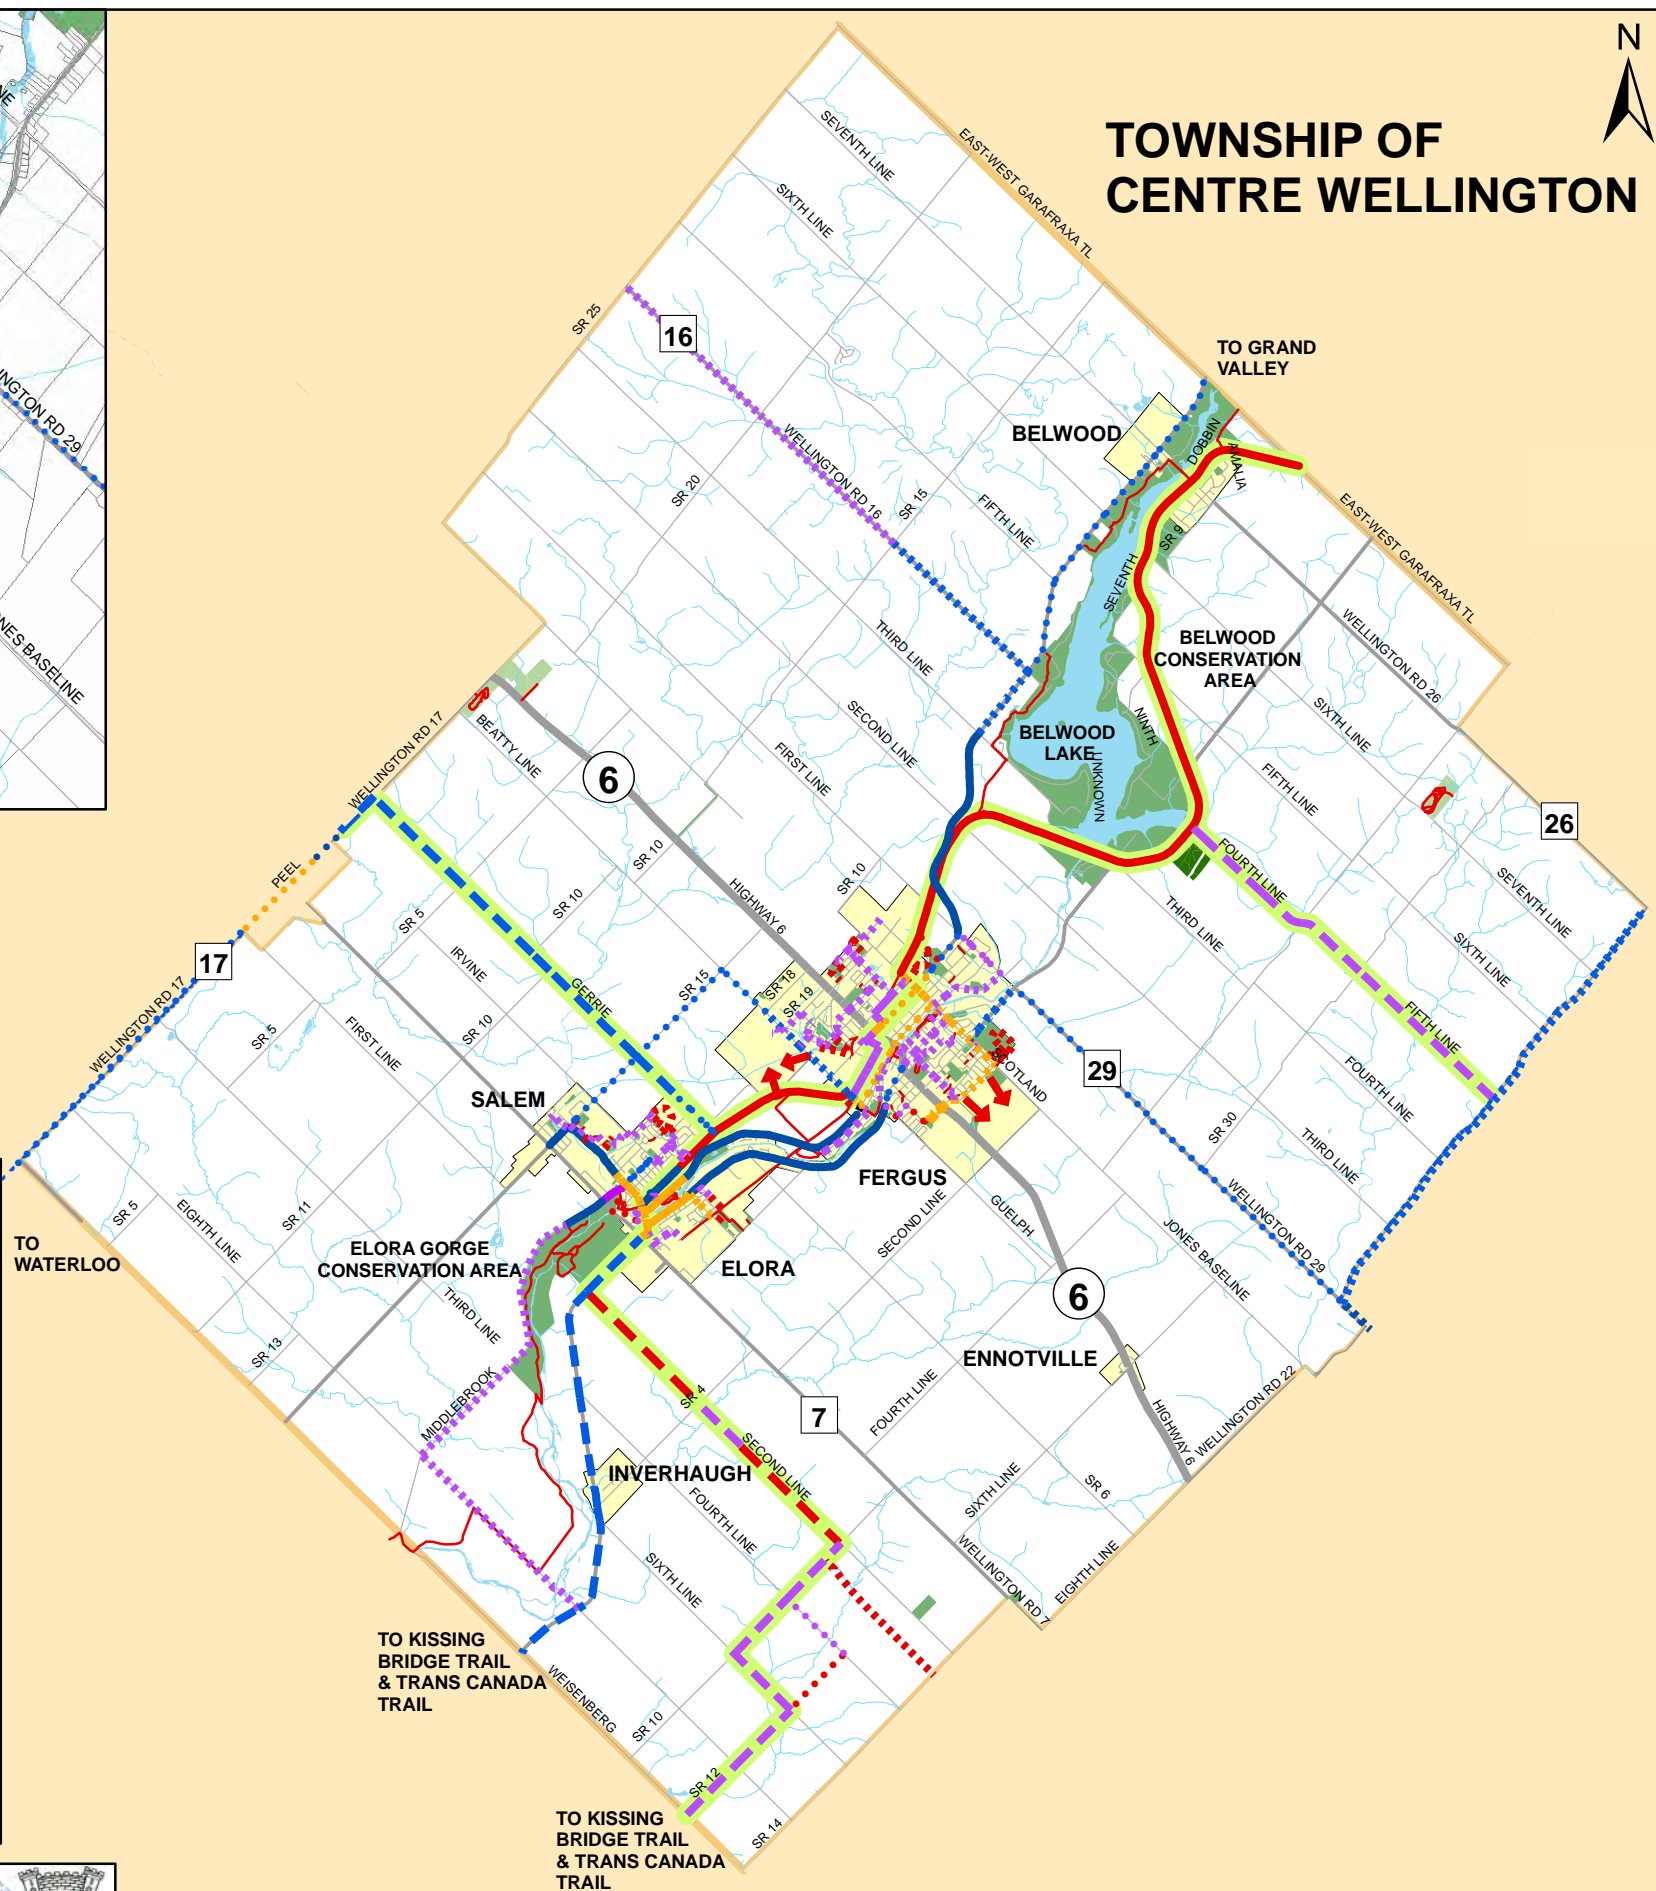 N
TOWNSHIP OF
CENTRE WELLINGTON
SEVENTH LINE
EAST-WEST GARAFRAXA TL
SIXTH LINE
SR 25
16
TO GRAND
VALLEY
BELWOOD
DOBBIN
AMALIA
WELLINGTON RD 16
SR 20
SR 15
FIFTH LINE
SR 9
EAST-WEST GARAFRAXA TL
SEVENTH
THIRD LINE
BELWOOD
CONSERVATION
AREA
WELLINGTON RD 26
SIXTH LINE
NINTH
SECOND LINE
BELWOOD
LAKE
UNKNOWN
FIRST LINE
BEATTY LINE
6
WELLINGTON RD 17
FIFTH LINE
26
SR 10
SR 10
HIGHWAY 6
FOURTH LINE
SEVENTH LINE
PEEL
SR 10
SR 5
THIRD LINE
SIXTH LINE
17
IRVINE
SR 15
SR 18
SR 19
GERRIE
WELLINGTON RD 17
SR 5
FIRST LINE
SR 10
FIFTH LINE
29
SCOTLAND
FOURTH LINE
SALEM
SR 30
THIRD LINE
FERGUS
SR 5
EIGHTH LINE
SR 11
SECOND LINE
GUELPH
WELLINGTON RD 29
JONES BASELINE
TO
WATERLOO
ELORA GORGE
CONSERVATION AREA
ELORA
6
THIRD LINE
SR 13
ENNOTVILLE
MIDDLEBROOK
SR 4
7
FOURTH LINE
HIGHWAY 6
WELLINGTON RD 22
SECOND LINE
INVERHAUGH
FOURTH LINE
SIXTH LINE
SR 6
SIXTH LINE
WELLINGTON RD 7
EIGHTH LINE
TO KISSING
BRIDGE TRAIL
& TRANS CANADA
TRAIL
WEISENBERG
SR 10
SR 12
SR 14
TO KISSING
BRIDGE TRAIL
& TRANS CANADA
TRAIL
NE
NGTON RD 29
NES BASELINE